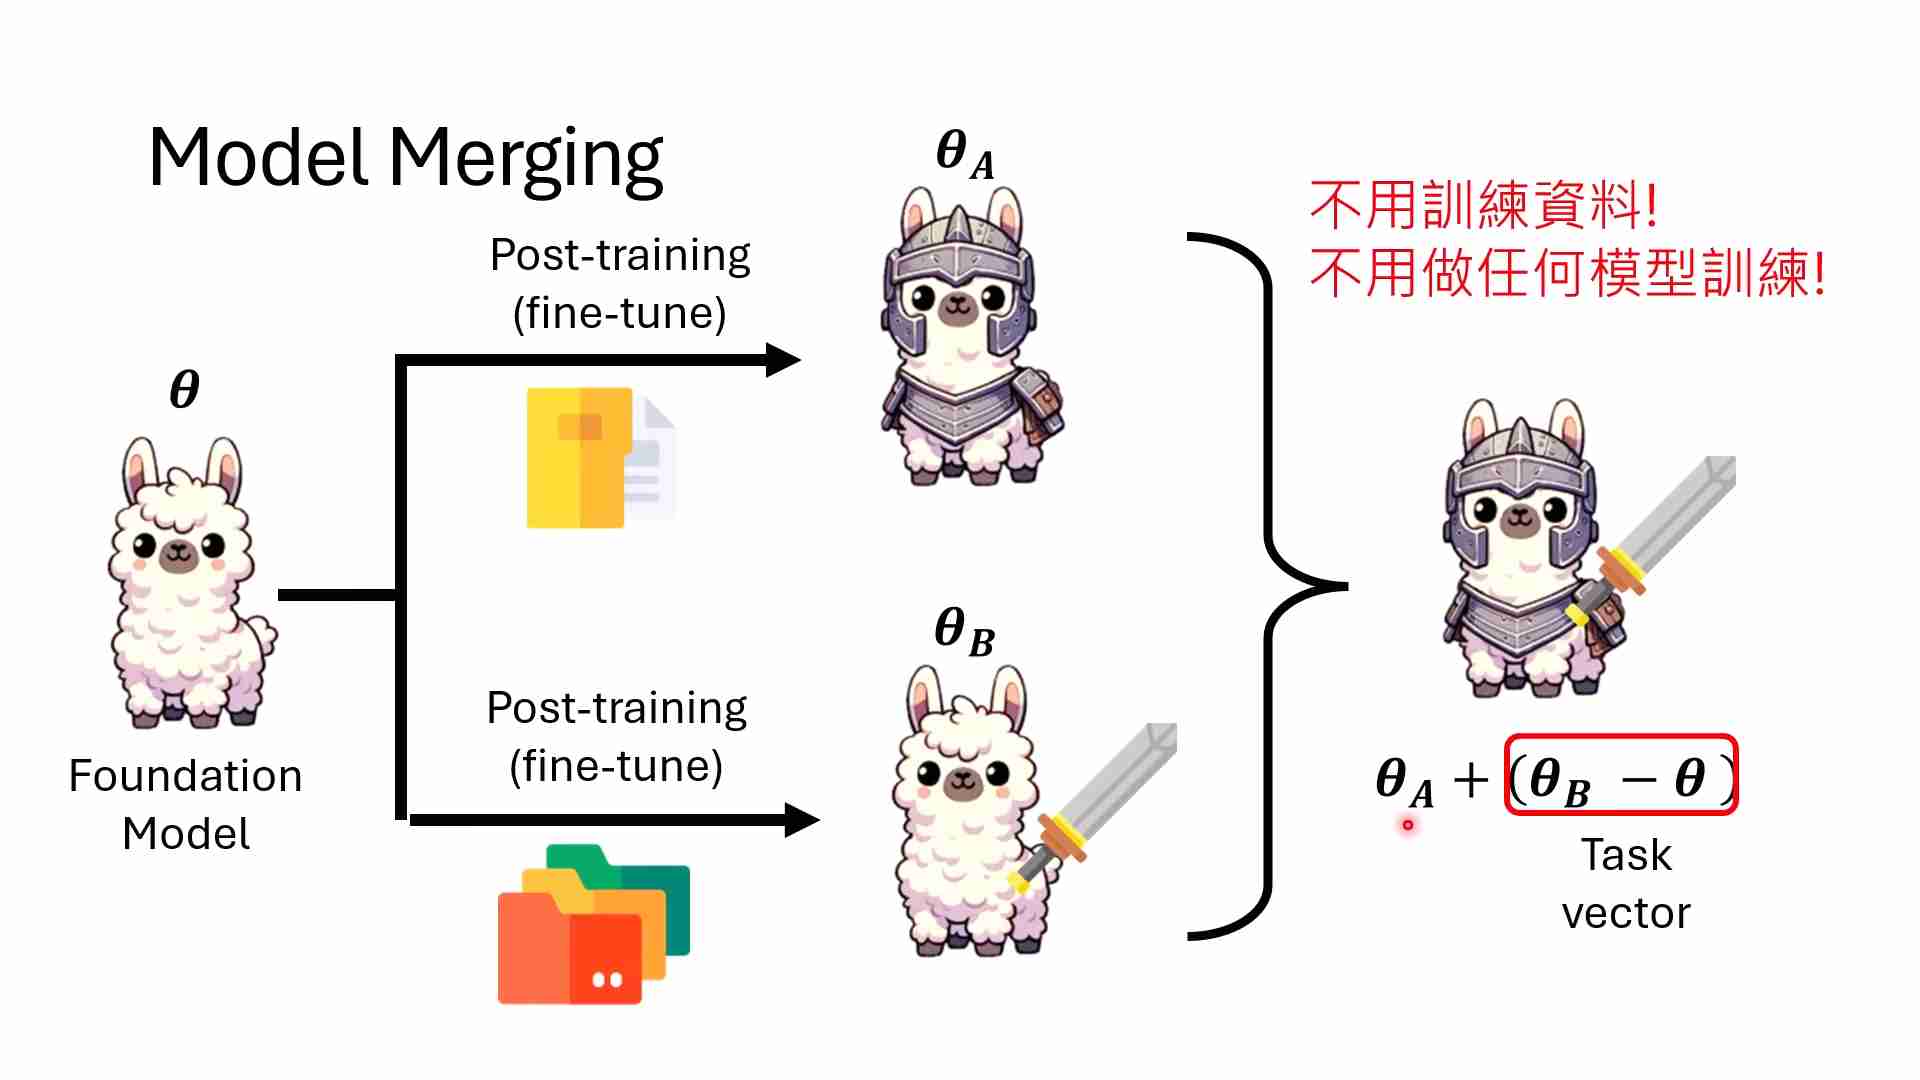 Model Merging
θ
Foundation
Model
Post-training
(fine-tune)
θA
Post-training
(fine-tune)
θB
不用訓練資料!
不用做任何模型訓練!
θA + (θB − θ )
Task
vector